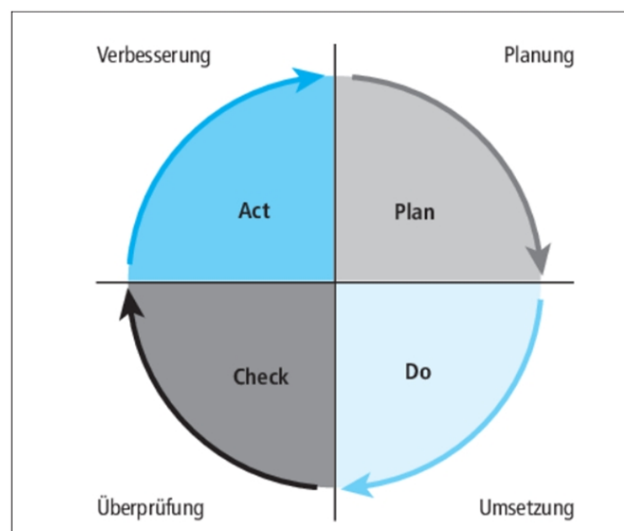 Verbesserung
Planung
Act
Plan
Check
Do
Überprüfung
Umsetzung